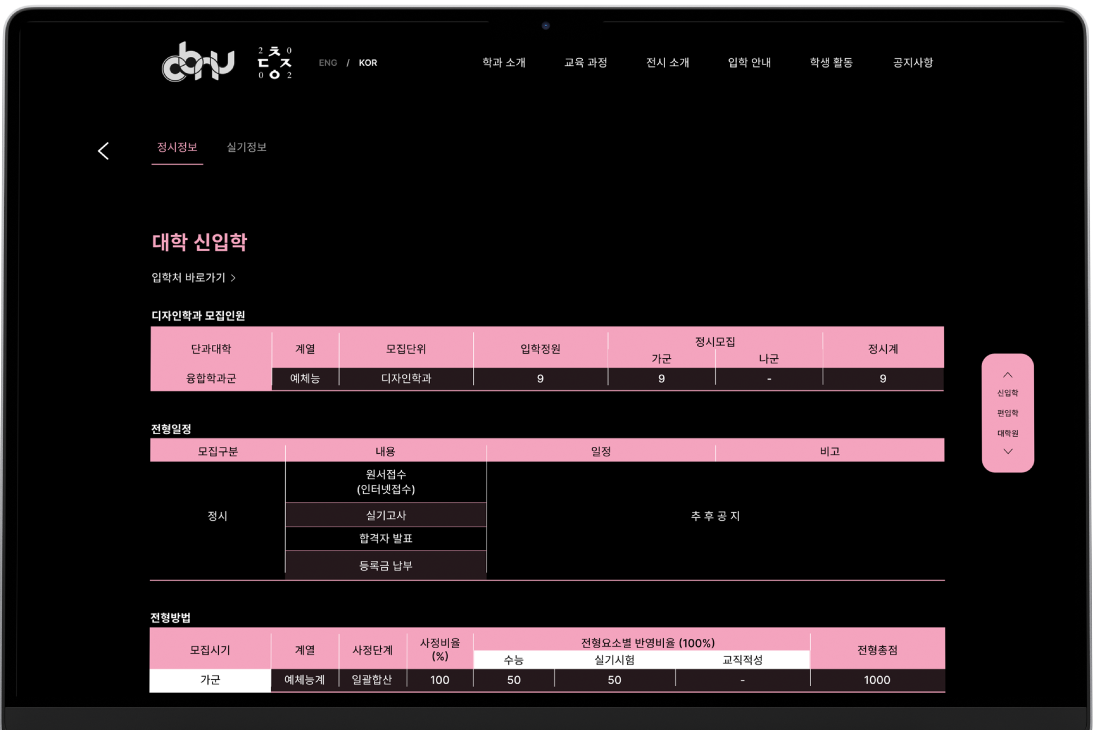 cbnu
2 0
0 2
ENG / KOR
학과 소개 교육 과정 전시 소개 입학 안내 학생 활동 공지사항
정시정보 실기정보
대학 신입학
입학처 바로가기 >
디자인학과 모집인원
단과대학 계열 모집단위 입학정원 정시모집 정시계
가군 나군
융합학과군 예체능 디자인학과 9 9 - 9
전형일정
모집구분 내용 일정 비고
원서접수
(인터넷접수)
정시 실기고사 추 후 공 지
합격자 발표
등록금 납부
신입학
편입학
대학원
전형방법
모집시기 계열 사정단계 사정비율
(%) 전형요소별 반영비율 (100%) 전형총점
수능 실기시험 교직적성
가군 예체능계 일괄합산 100 50 50 - 1000